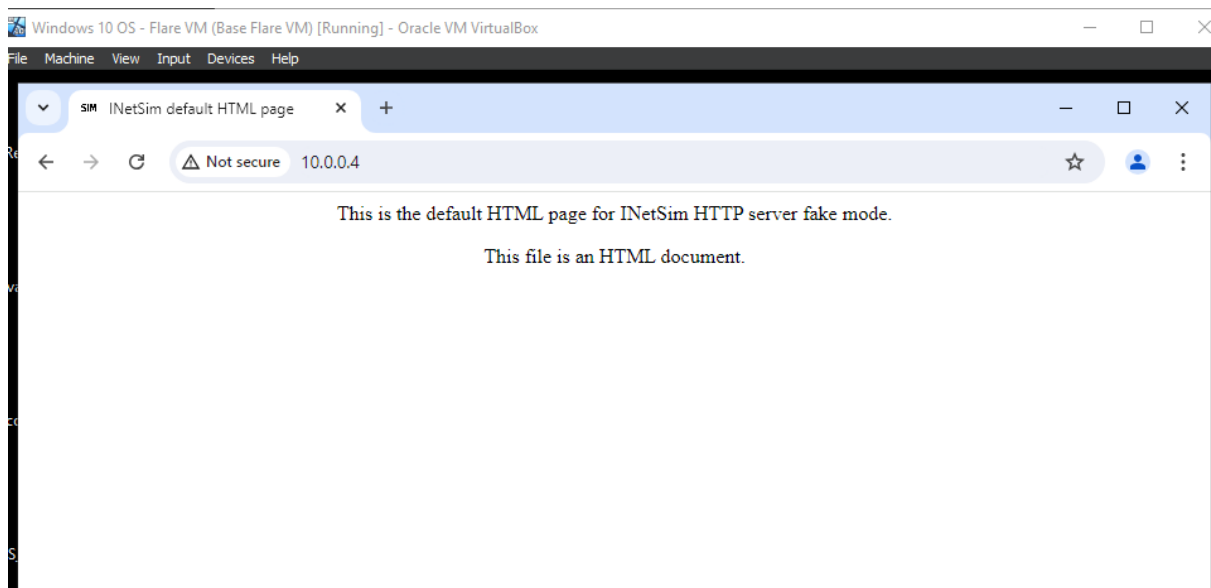 Windows 10 OS - Flare VM (Base Flare VM) [Running] - Oracle VM VirtualBox
File Machine View Input Devices Help
SIM INetSim default HTML page
Not secure 10.0.0.4
This is the default HTML page for INetSim HTTP server fake mode.
This file is an HTML document.